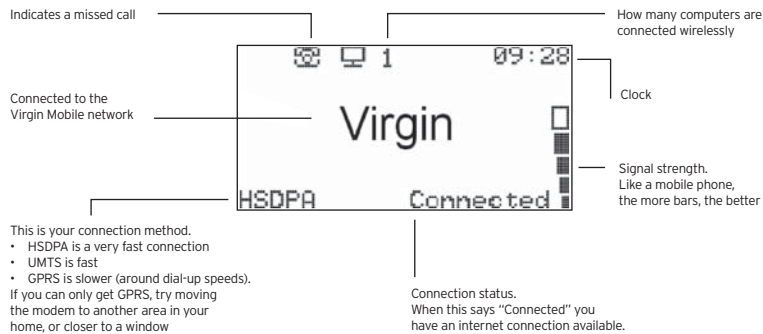 Indicates a missed call
How many computers are
connected wirelessly
1 09:28
Clock
Connected to the
Virgin Mobile network
Virgin
Signal strength.
Like a mobile phone,
the more bars, the better
HSDPA Connected
This is your connection method.
• HSDPA is a very fast connection
• UMTS is fast
• GPRS is slower (around dial-up speeds).
If you can only get GPRS, try moving
the modem to another area in your
home, or closer to a window
Connection status.
When this says “Connected” you
have an internet connection available.